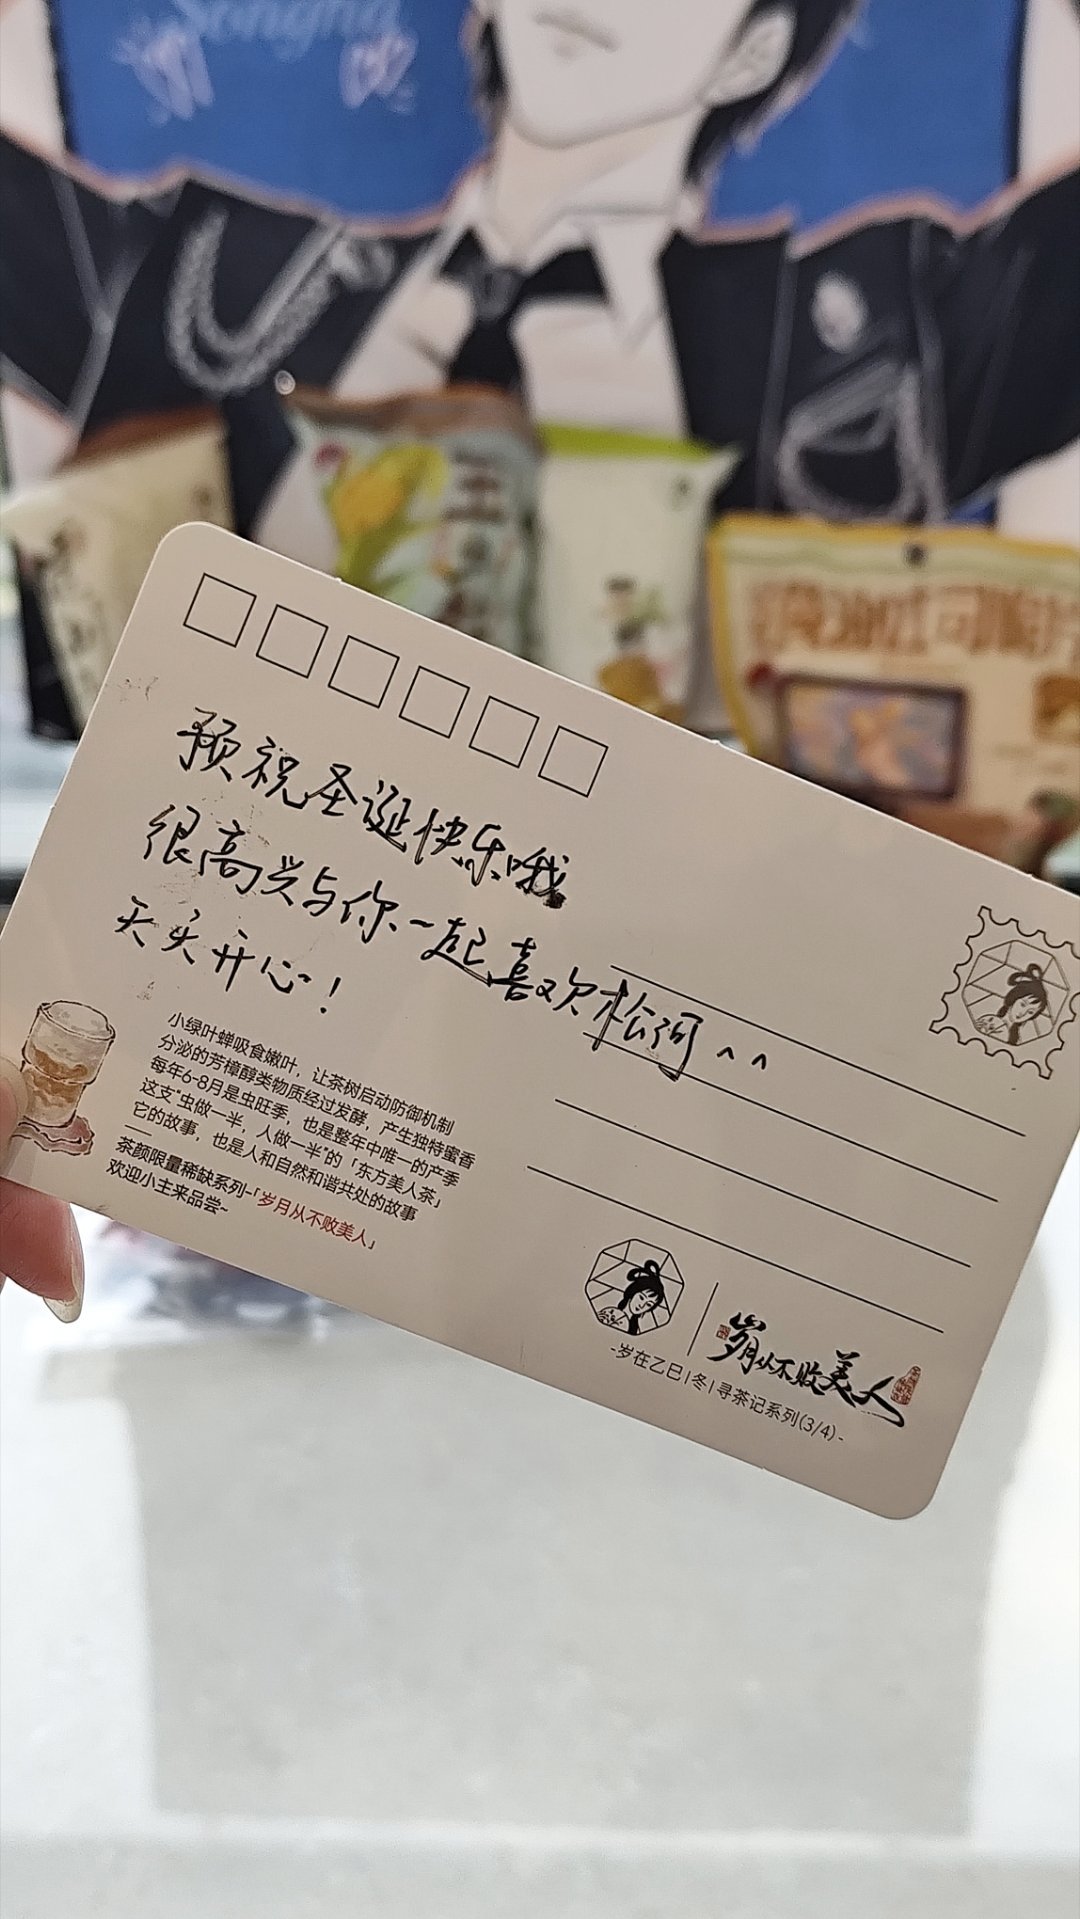 预祝圣诞快乐哦
很高兴与你一起喜欢松河^^
天天开心！
小绿叶蝉吸食嫩叶，让茶树启动防御机制
分泌的芳樟醇类物质经过发酵，产生独特蜜香
每年6-8月是虫旺季，也是整年中唯一的产季
这支“虫做一半，人做一半”的「东方美人茶」
它的故事，也是人和自然和谐共处的故事
—
茶颜限量稀缺系列-「岁月从不败美人」
欢迎小主来品尝~
岁月从不败美人
-岁在乙巳|冬|寻茶记系列(3/4)-